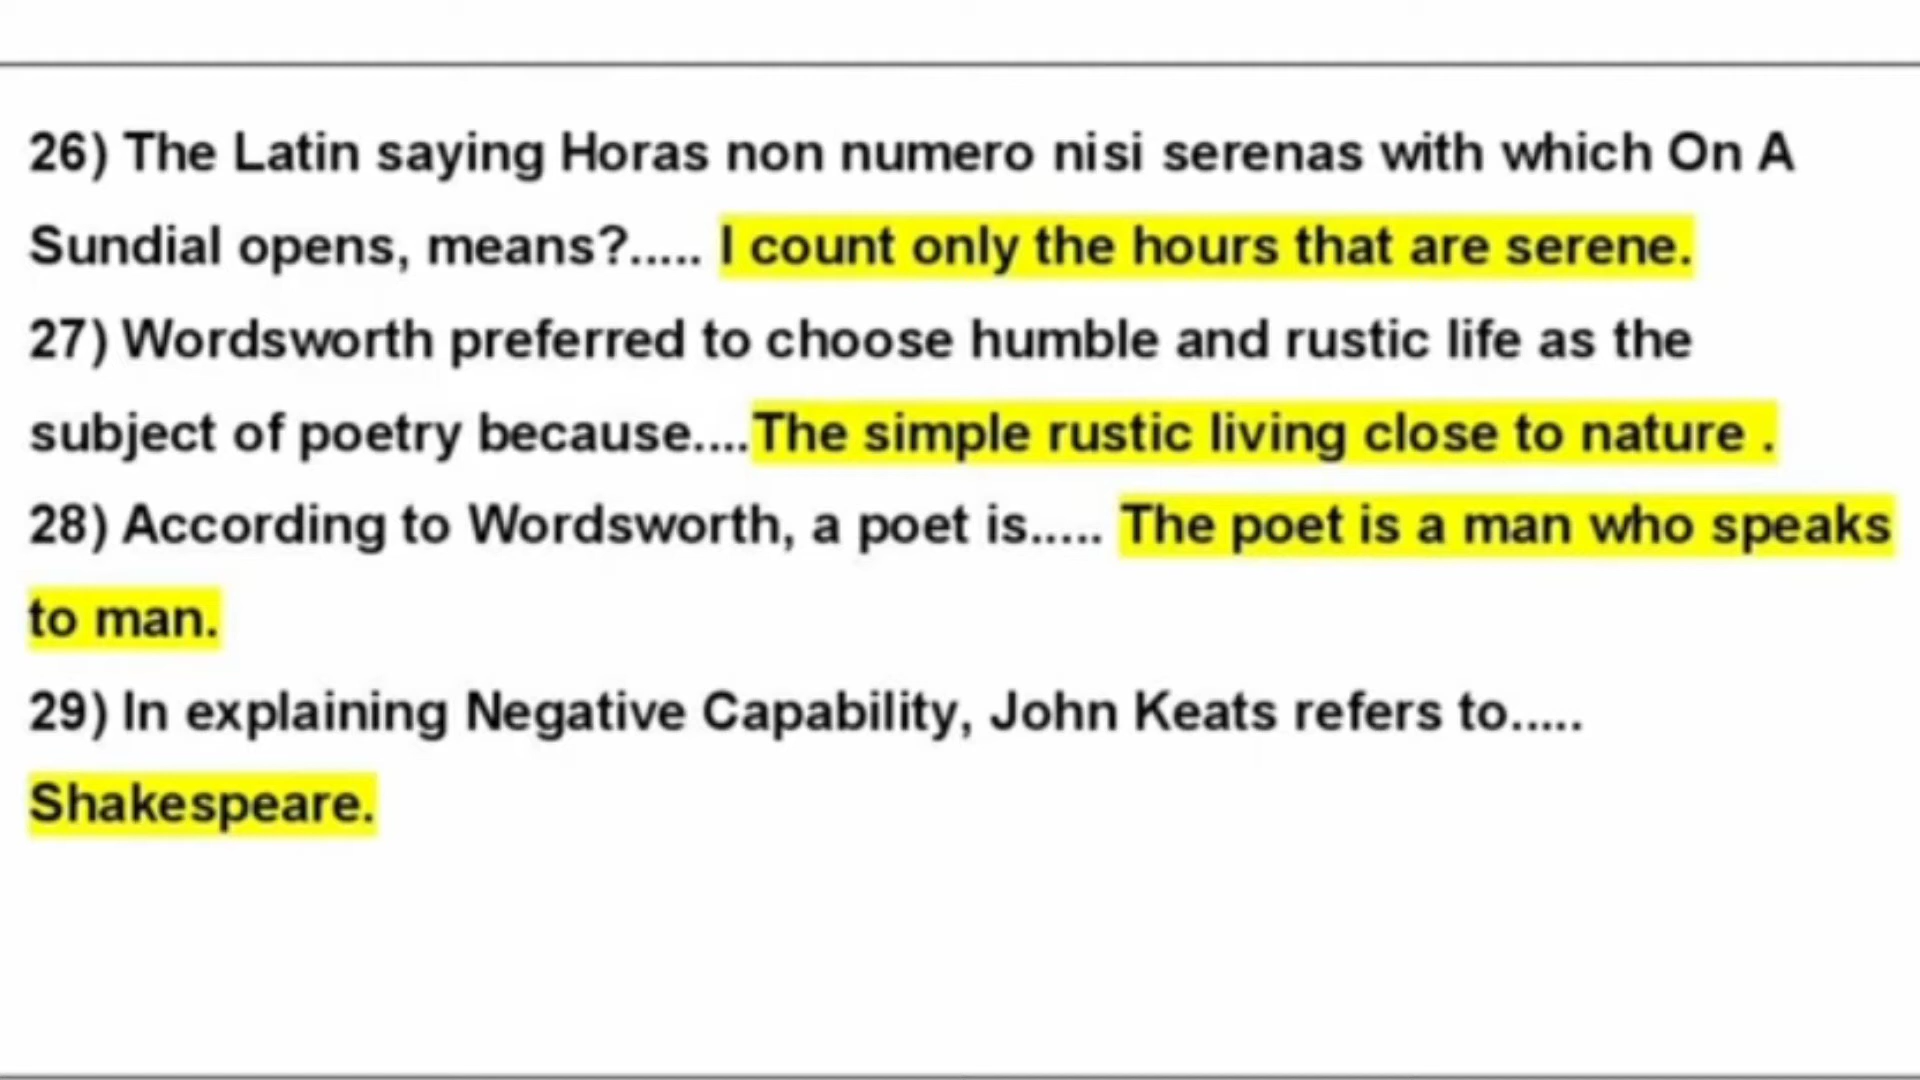 26) The Latin saying Horas non numero nisi serenas with which On A
Sundial opens, means?..... I count only the hours that are serene.
27) Wordsworth preferred to choose humble and rustic life as the
subject of poetry because....The simple rustic living close to nature .
28) According to Wordsworth, a poet is..... The poet is a man who speaks
to man.
29) In explaining Negative Capability, John Keats refers to.....
Shakespeare.